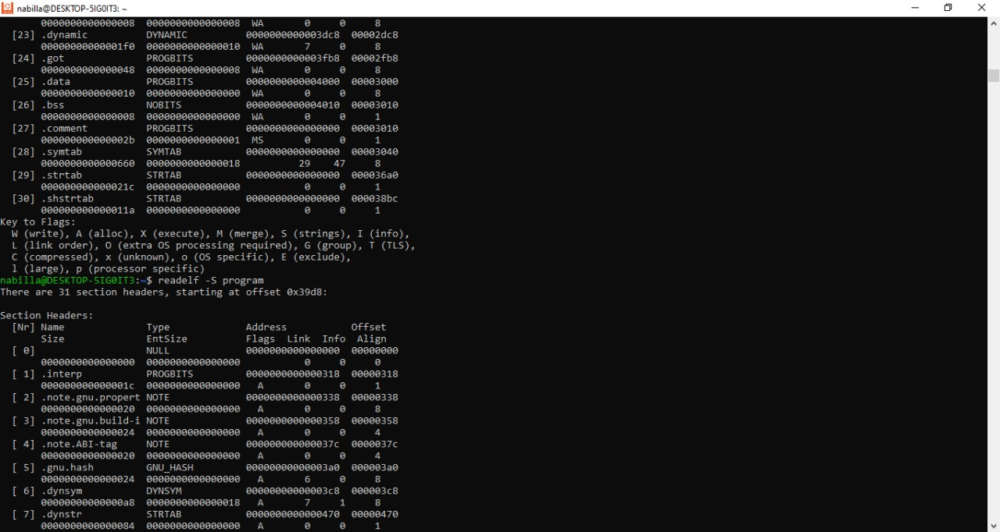 nabilla@DESKTOP-5IG0IT3: ~
     0000000000000008  0000000000000008  WA       0     0     8
[23] .dynamic          DYNAMIC          0000000000003dc8  00002dc8
     00000000000001f0  0000000000000010  WA       7     0     8
[24] .got              PROGBITS         0000000000003fb8  00002fb8
     0000000000000048  0000000000000008  WA       0     0     8
[25] .data             PROGBITS         0000000000004000  00003000
     0000000000000010  0000000000000000  WA       0     0     8
[26] .bss              NOBITS           0000000000004010  00003010
     0000000000000008  0000000000000000  WA       0     0     1
[27] .comment          PROGBITS         0000000000000000  00003010
     000000000000002b  0000000000000001  MS       0     0     1
[28] .symtab           SYMTAB           0000000000000000  00003040
     0000000000000660  0000000000000018          29    47     8
[29] .strtab           STRTAB           0000000000000000  000036a0
     000000000000021c  0000000000000000           0     0     1
[30] .shstrtab         STRTAB           0000000000000000  000038bc
     000000000000011a  0000000000000000           0     0     1
Key to Flags:
  W (write), A (alloc), X (execute), M (merge), S (strings), I (info),
  L (link order), O (extra OS processing required), G (group), T (TLS),
  C (compressed), x (unknown), o (OS specific), E (exclude),
  l (large), p (processor specific)
nabilla@DESKTOP-5IG0IT3:~$ readelf -S program
There are 31 section headers, starting at offset 0x39d8:
Section Headers:
  [Nr] Name              Type             Address           Offset
       Size              EntSize          Flags  Link  Info  Align
  [ 0]                   NULL             0000000000000000  00000000
       0000000000000000  0000000000000000           0     0     0
  [ 1] .interp           PROGBITS         0000000000000318  00000318
       000000000000001c  0000000000000000   A       0     0     1
  [ 2] .note.gnu.propert NOTE             0000000000000338  00000338
       0000000000000020  0000000000000000   A       0     0     8
  [ 3] .note.gnu.build-i NOTE             0000000000000358  00000358
       0000000000000024  0000000000000000   A       0     0     4
  [ 4] .note.ABI-tag     NOTE             000000000000037c  0000037c
       0000000000000020  0000000000000000   A       0     0     4
  [ 5] .gnu.hash         GNU_HASH         00000000000003a0  000003a0
       0000000000000024  0000000000000000   A       6     0     8
  [ 6] .dynsym           DYNSYM           00000000000003c8  000003c8
       00000000000000a8  0000000000000018   A       7     1     8
  [ 7] .dynstr           STRTAB           0000000000000470  00000470
       0000000000000084  0000000000000000   A       0     0     1